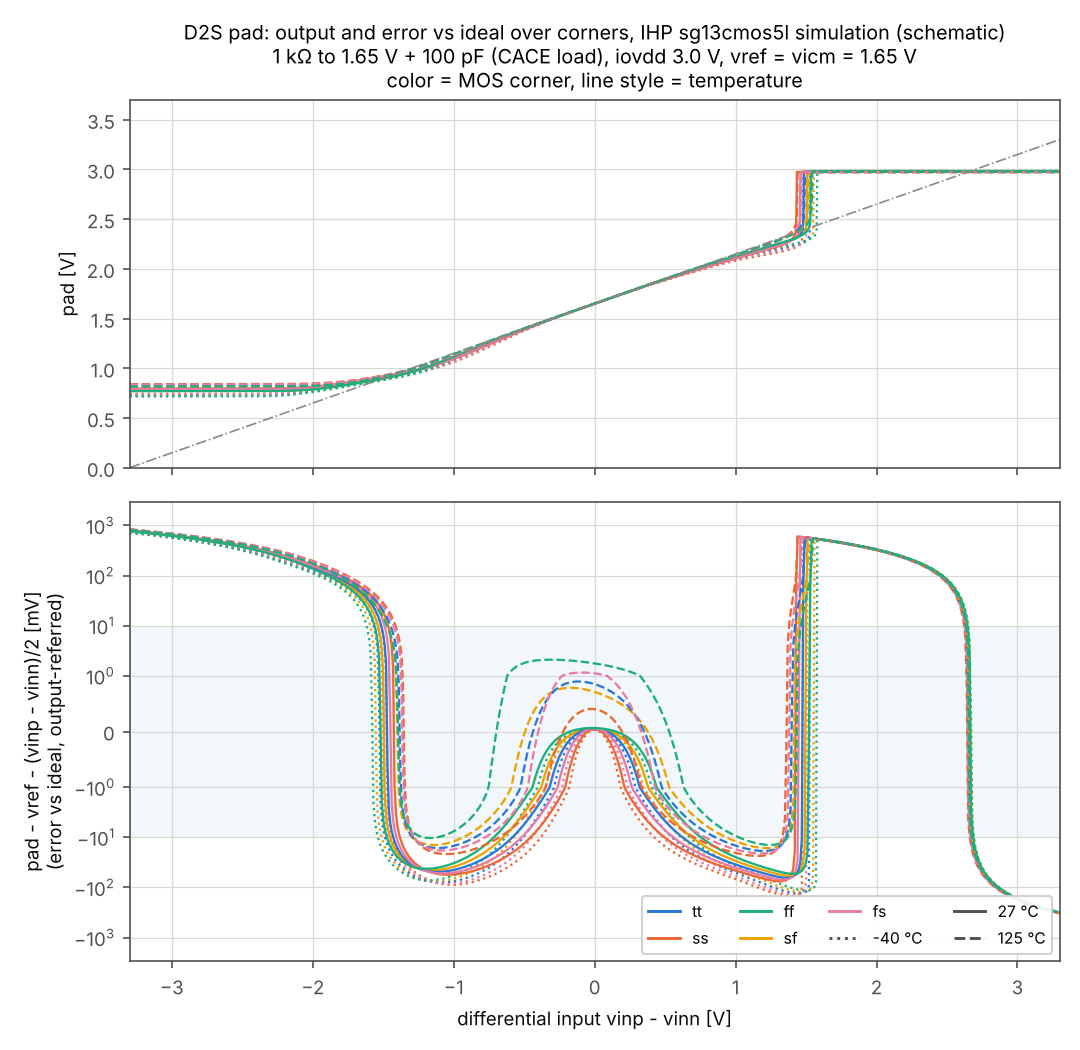 D2S pad: output and error vs ideal over corners, IHP sg13cmos5l simulation (schematic)
1 kΩ to 1.65 V + 100 pF (CACE load), iovdd 3.0 V, vref = vicm = 1.65 V
color = MOS corner, line style = temperature
pad [V]
3.5
3.0
2.5
2.0
1.5
1.0
0.5
0.0
pad - vref - (vinp - vinn)/2 [mV]
(error vs ideal, output-referred)
10³
10²
10¹
10⁰
0
−10⁰
−10¹
−10²
−10³
tt ff fs 27 °C
ss sf -40 °C 125 °C
−3 −2 −1 0 1 2 3
differential input vinp - vinn [V]